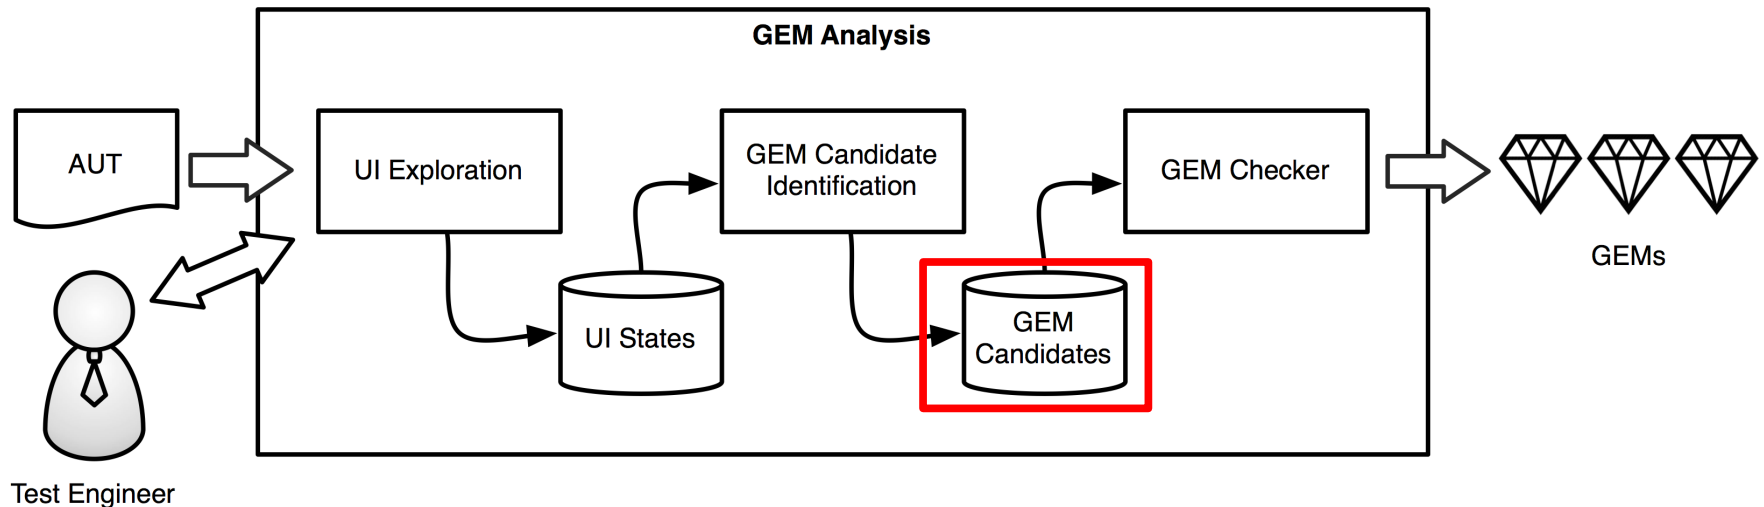 GEM Analysis
AUT
UI Exploration
GEM Candidate
Identification
GEM Checker
UI States
GEM
Candidates
GEMs
Test Engineer